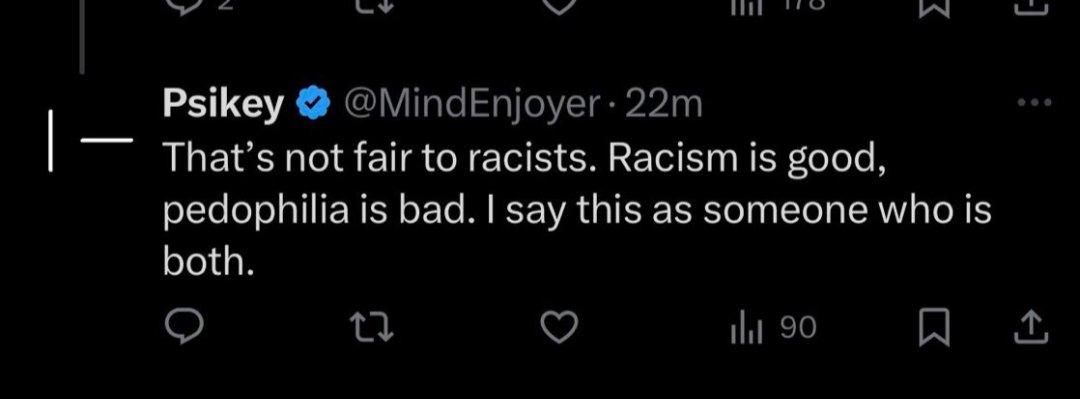 2 178
Psikey @MindEnjoyer · 22m
That’s not fair to racists. Racism is good,
pedophilia is bad. I say this as someone who is
both.
90